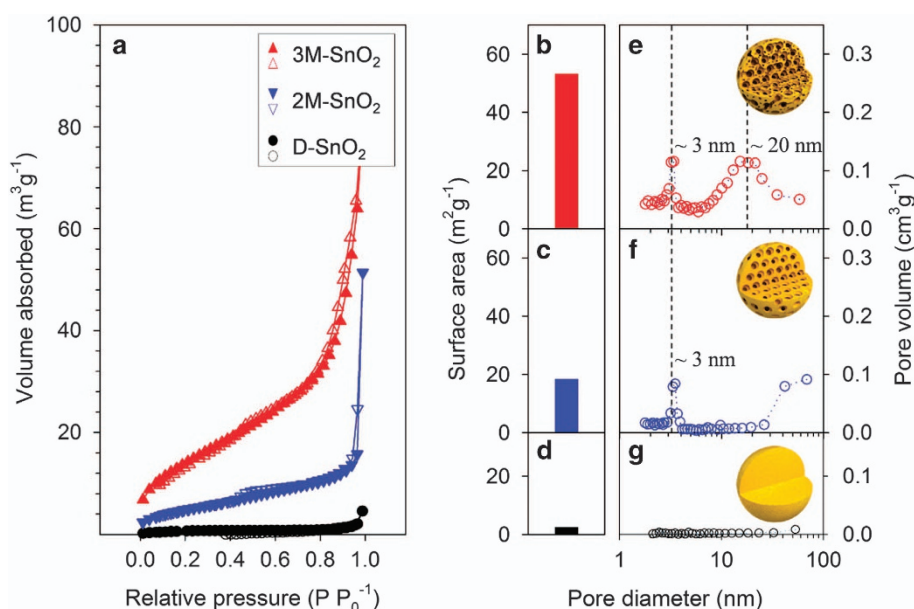 a
100
80
60
40
20
Volume absorbed (m³g⁻¹)
3M-SnO₂
2M-SnO₂
D-SnO₂
0.0 0.2 0.4 0.6 0.8 1.0
Relative pressure (P P₀⁻¹)
b
60
40
20
0
c
60
40
20
0
d
20
0
Surface area (m²g⁻¹)
e
~ 3 nm
~ 20 nm
0.3
0.2
0.1
0.0
f
~ 3 nm
0.3
0.2
0.1
0.0
g
0.1
0.0
Pore volume (cm³g⁻¹)
1 10 100
Pore diameter (nm)